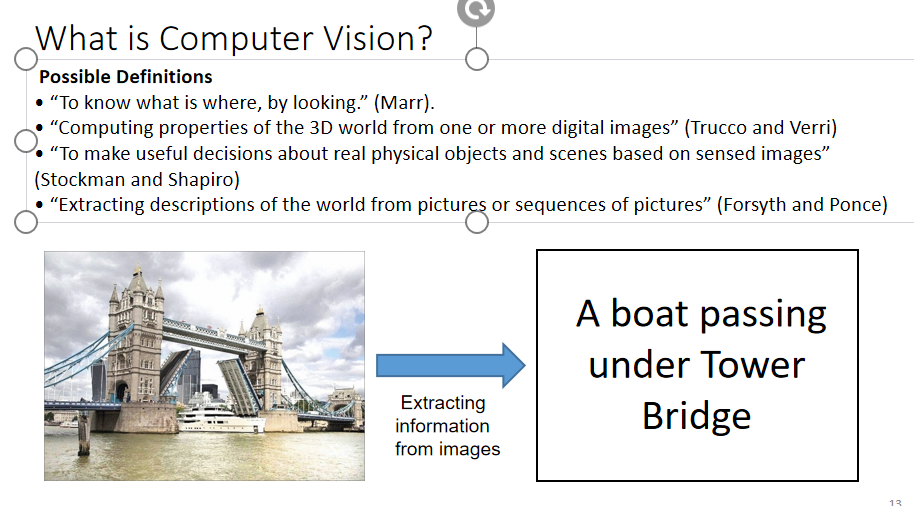 What is Computer Vision?
Possible Definitions
• “To know what is where, by looking.” (Marr).
• “Computing properties of the 3D world from one or more digital images” (Trucco and Verri)
• “To make useful decisions about real physical objects and scenes based on sensed images”
(Stockman and Shapiro)
• “Extracting descriptions of the world from pictures or sequences of pictures” (Forsyth and Ponce)
Extracting
information
from images
A boat passing
under Tower
Bridge
13